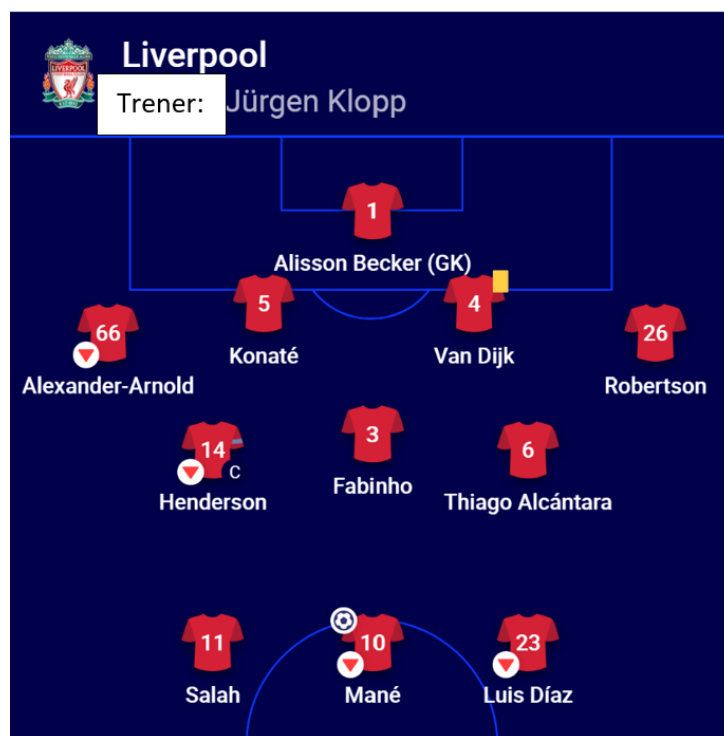 Liverpool
Trener: Jürgen Klopp
LIVERPOOL
1
Alisson Becker (GK)
5
Konaté
4
Van Dijk
66
Alexander-Arnold
26
Robertson
14
C
Henderson
3
Fabinho
6
Thiago Alcántara
11
Salah
10
Mané
23
Luis Díaz